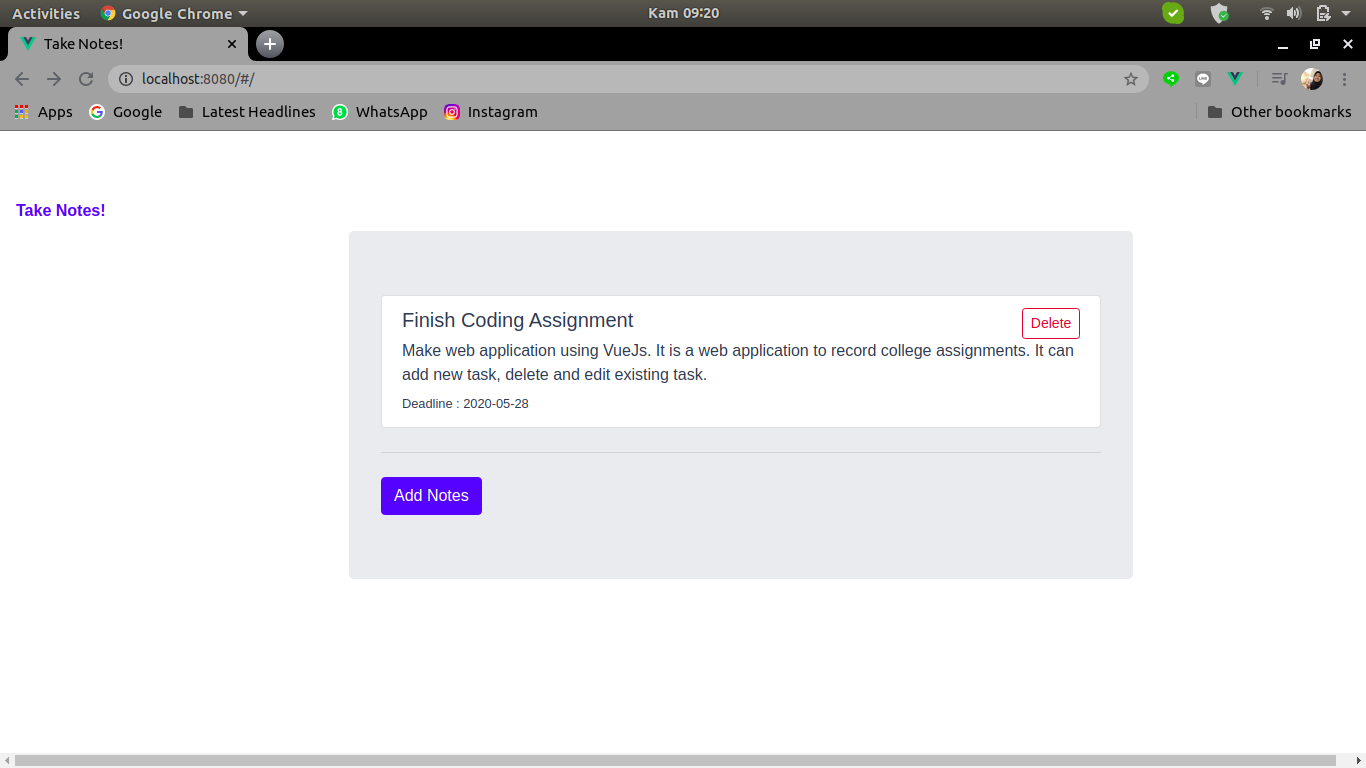 Activities Google Chrome Kam 09:20
Take Notes!
localhost:8080/#/
Apps Google Latest Headlines 8 WhatsApp Instagram Other bookmarks
Take Notes!
Finish Coding Assignment Delete
Make web application using VueJs. It is a web application to record college assignments. It can
add new task, delete and edit existing task.
Deadline : 2020-05-28
Add Notes